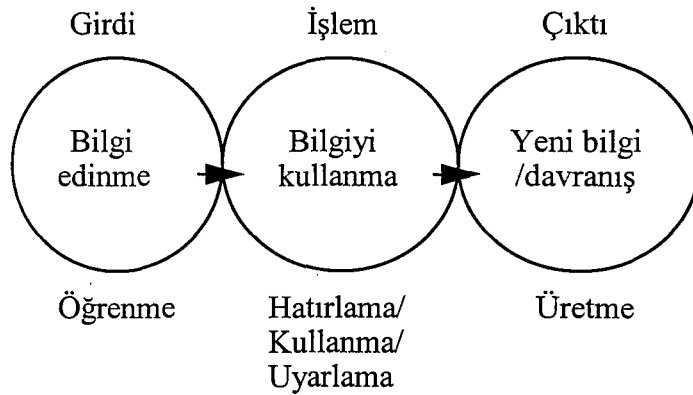 Girdi
İşlem
Çıktı
Bilgi
edinme
Bilgiyi
kullanma
Yeni bilgi
/davranış
Öğrenme
Hatırlama/
Kullanma/
Uyarlama
Üretme